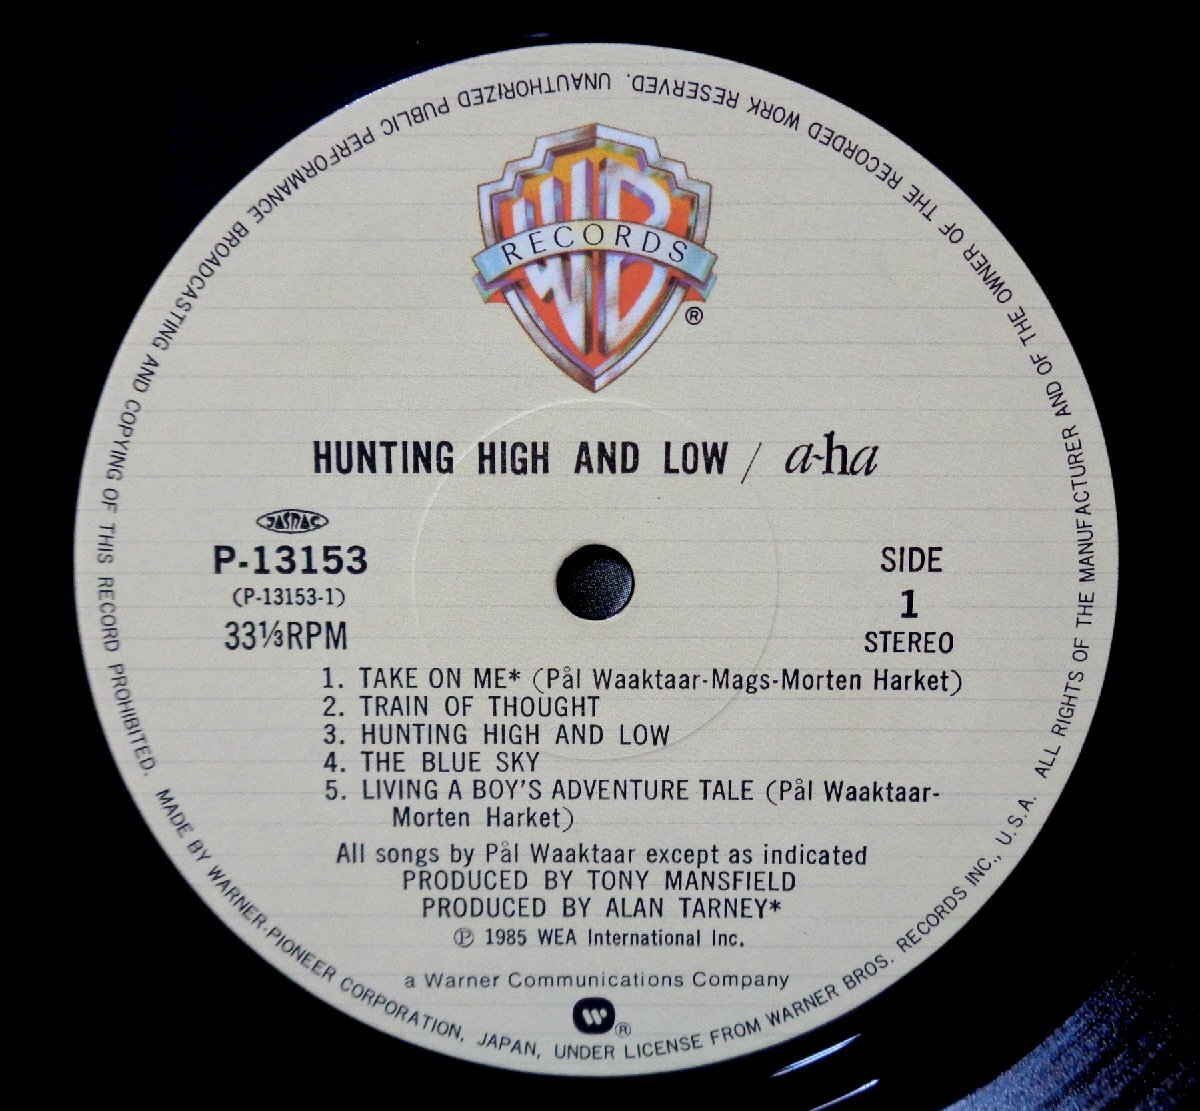 WB
RECORDS
®
HUNTING HIGH AND LOW / a-ha
JASRAC
P-13153
(P-13153-1)
33⅓RPM
SIDE
1
STEREO
1. TAKE ON ME* (Pål Waaktaar-Mags-Morten Harket)
2. TRAIN OF THOUGHT
3. HUNTING HIGH AND LOW
4. THE BLUE SKY
5. LIVING A BOY'S ADVENTURE TALE (Pål Waaktaar-
Morten Harket)
All songs by Pål Waaktaar except as indicated
PRODUCED BY TONY MANSFIELD
PRODUCED BY ALAN TARNEY*
℗ 1985 WEA International Inc.
a Warner Communications Company
®
MADE BY WARNER-PIONEER CORPORATION, JAPAN, UNDER LICENSE FROM WARNER BROS. RECORDS INC., U.S.A. ALL RIGHTS OF THE MANUFACTURER AND OF THE OWNER OF THE RECORDED WORK RESERVED. UNAUTHORIZED PUBLIC PERFORMANCE BROADCASTING AND COPYING OF THIS RECORD PROHIBITED.